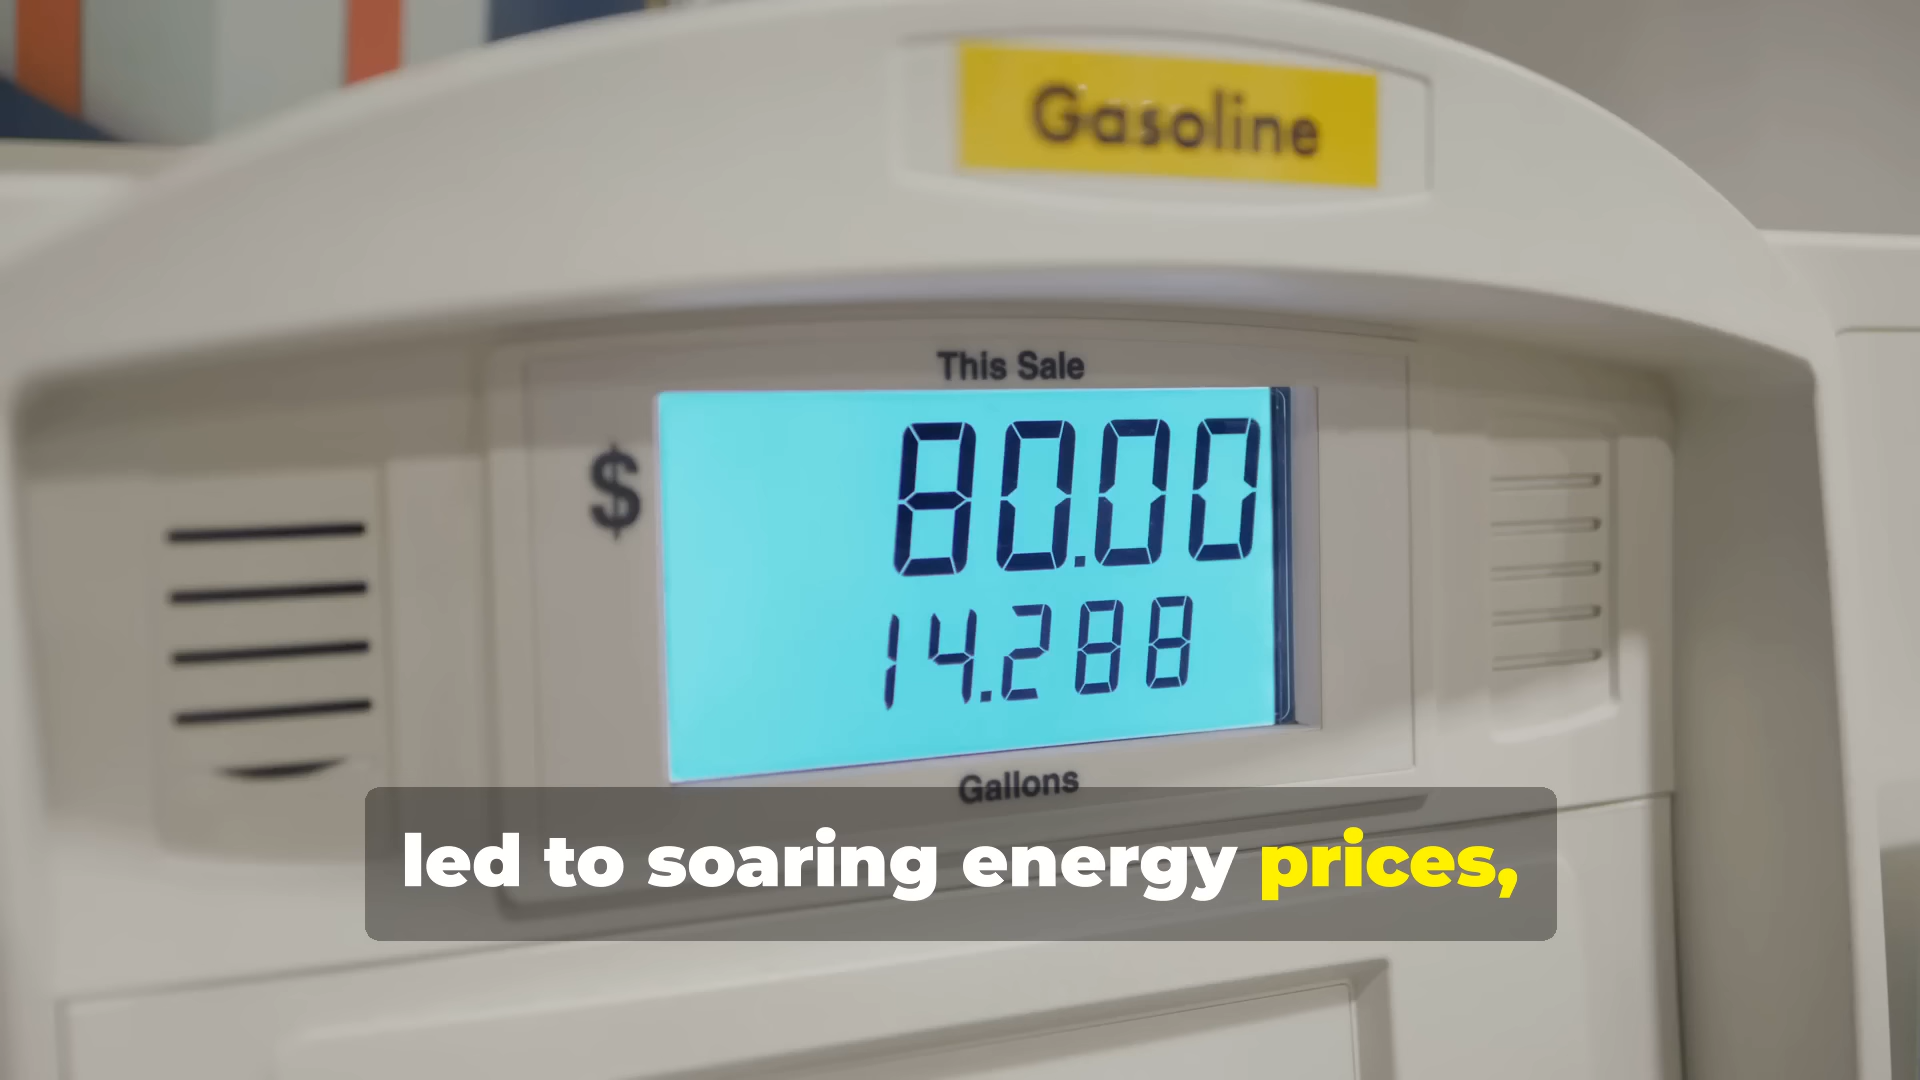 Gasoline
This Sale
$ 80.00
14.288
Gallons
led to soaring energy prices,